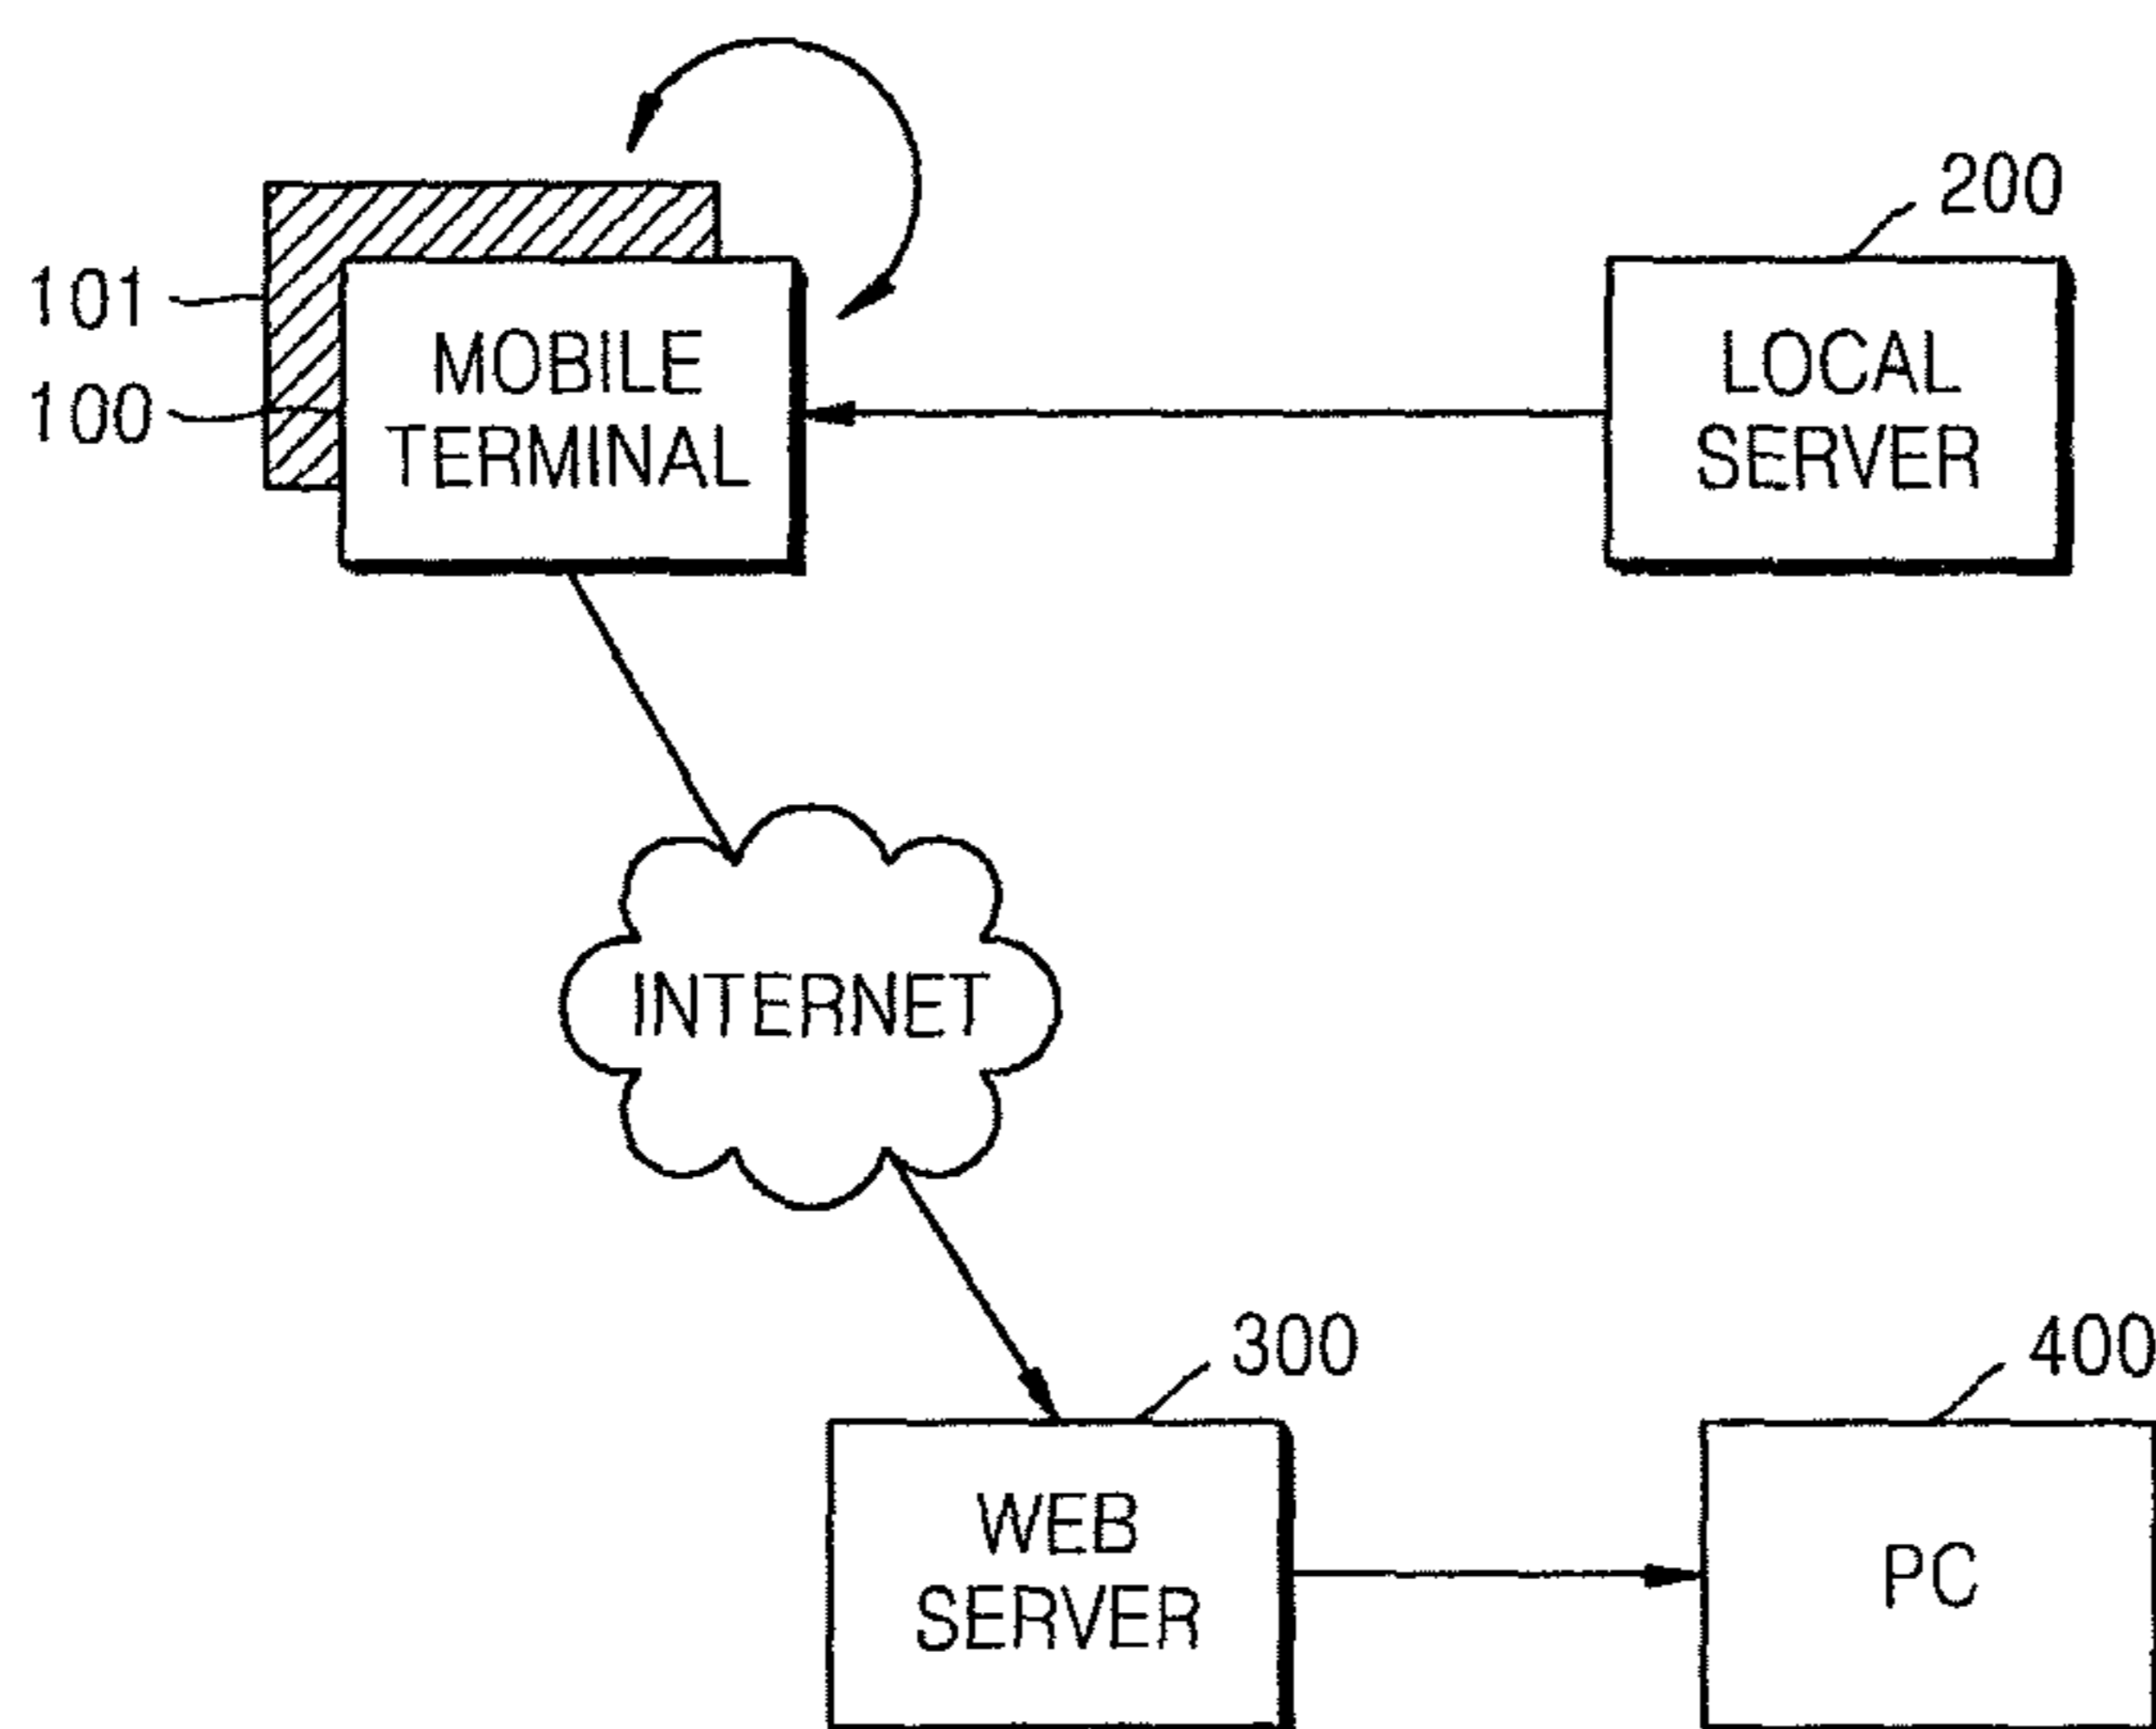 200
101
MOBILE
TERMINAL
100
LOCAL
SERVER
INTERNET
300
400
WEB
SERVER
PC